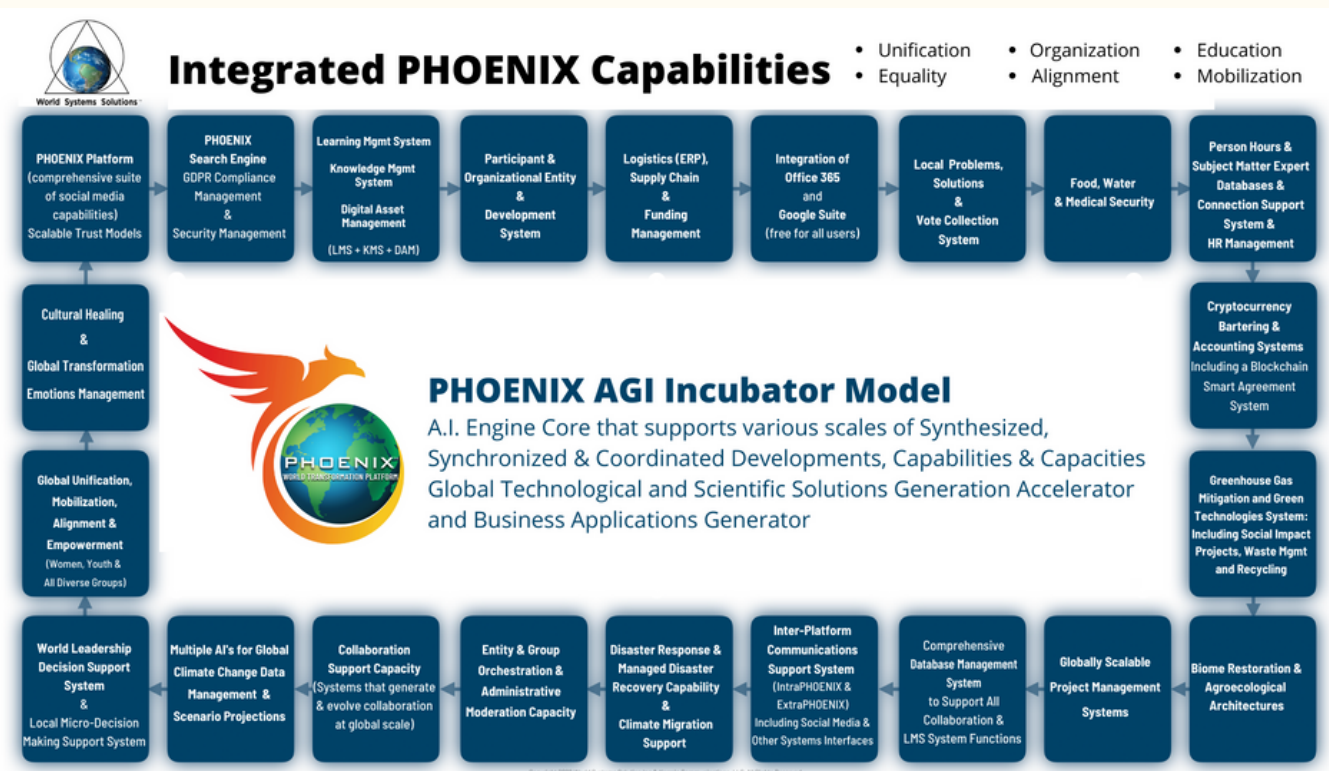 World Systems Solutions
Integrated PHOENIX Capabilities
• Unification
• Equality
• Organization
• Alignment
• Education
• Mobilization
PHOENIX Platform
(comprehensive suite
of social media
capabilities)
Scalable Trust Models
PHOENIX
Search Engine
GDPR Compliance
Management
&
Security Management
Learning Mgmt System
Knowledge Mgmt
System
Digital Asset
Management
(LMS + KMS + DAM)
Participant &
Organizational Entity
&
Development
System
Logistics (ERP),
Supply Chain
&
Funding
Management
Integration of
Office 365
and
Google Suite
(free for all users)
Local Problems,
Solutions
&
Vote Collection
System
Food, Water
& Medical Security
Person Hours &
Subject Matter Expert
Databases &
Connection Support
System &
HR Management
Cryptocurrency
Bartering &
Accounting Systems
Including a Blockchain
Smart Agreement
System
Greenhouse Gas
Mitigation and Green
Technologies System:
Including Social Impact
Projects, Waste Mgmt
and Recycling
Biome Restoration &
Agroecological
Architectures
Globally Scalable
Project Management
Systems
Comprehensive
Database Management
System
to Support All
Collaboration &
LMS System Functions
Inter-Platform
Communications
Support System
(IntraPHOENIX &
ExtraPHOENIX)
Including Social Media &
Other Systems Interfaces
Disaster Response &
Managed Disaster
Recovery Capability
&
Climate Migration
Support
Entity & Group
Orchestration &
Administrative
Moderation Capacity
Collaboration
Support Capacity
(Systems that generate
& evolve collaboration
at global scale)
Multiple AI's for Global
Climate Change Data
Management &
Scenario Projections
World Leadership
Decision Support
System
&
Local Micro-Decision
Making Support System
Global Unification,
Mobilization,
Alignment &
Empowerment
(Women, Youth &
All Diverse Groups)
Cultural Healing
&
Global Transformation
Emotions Management
PHOENIX
WORLD TRANSFORMATION PLATFORM
PHOENIX AGI Incubator Model
A.I. Engine Core that supports various scales of Synthesized,
Synchronized & Coordinated Developments, Capabilities & Capacities
Global Technological and Scientific Solutions Generation Accelerator
and Business Applications Generator